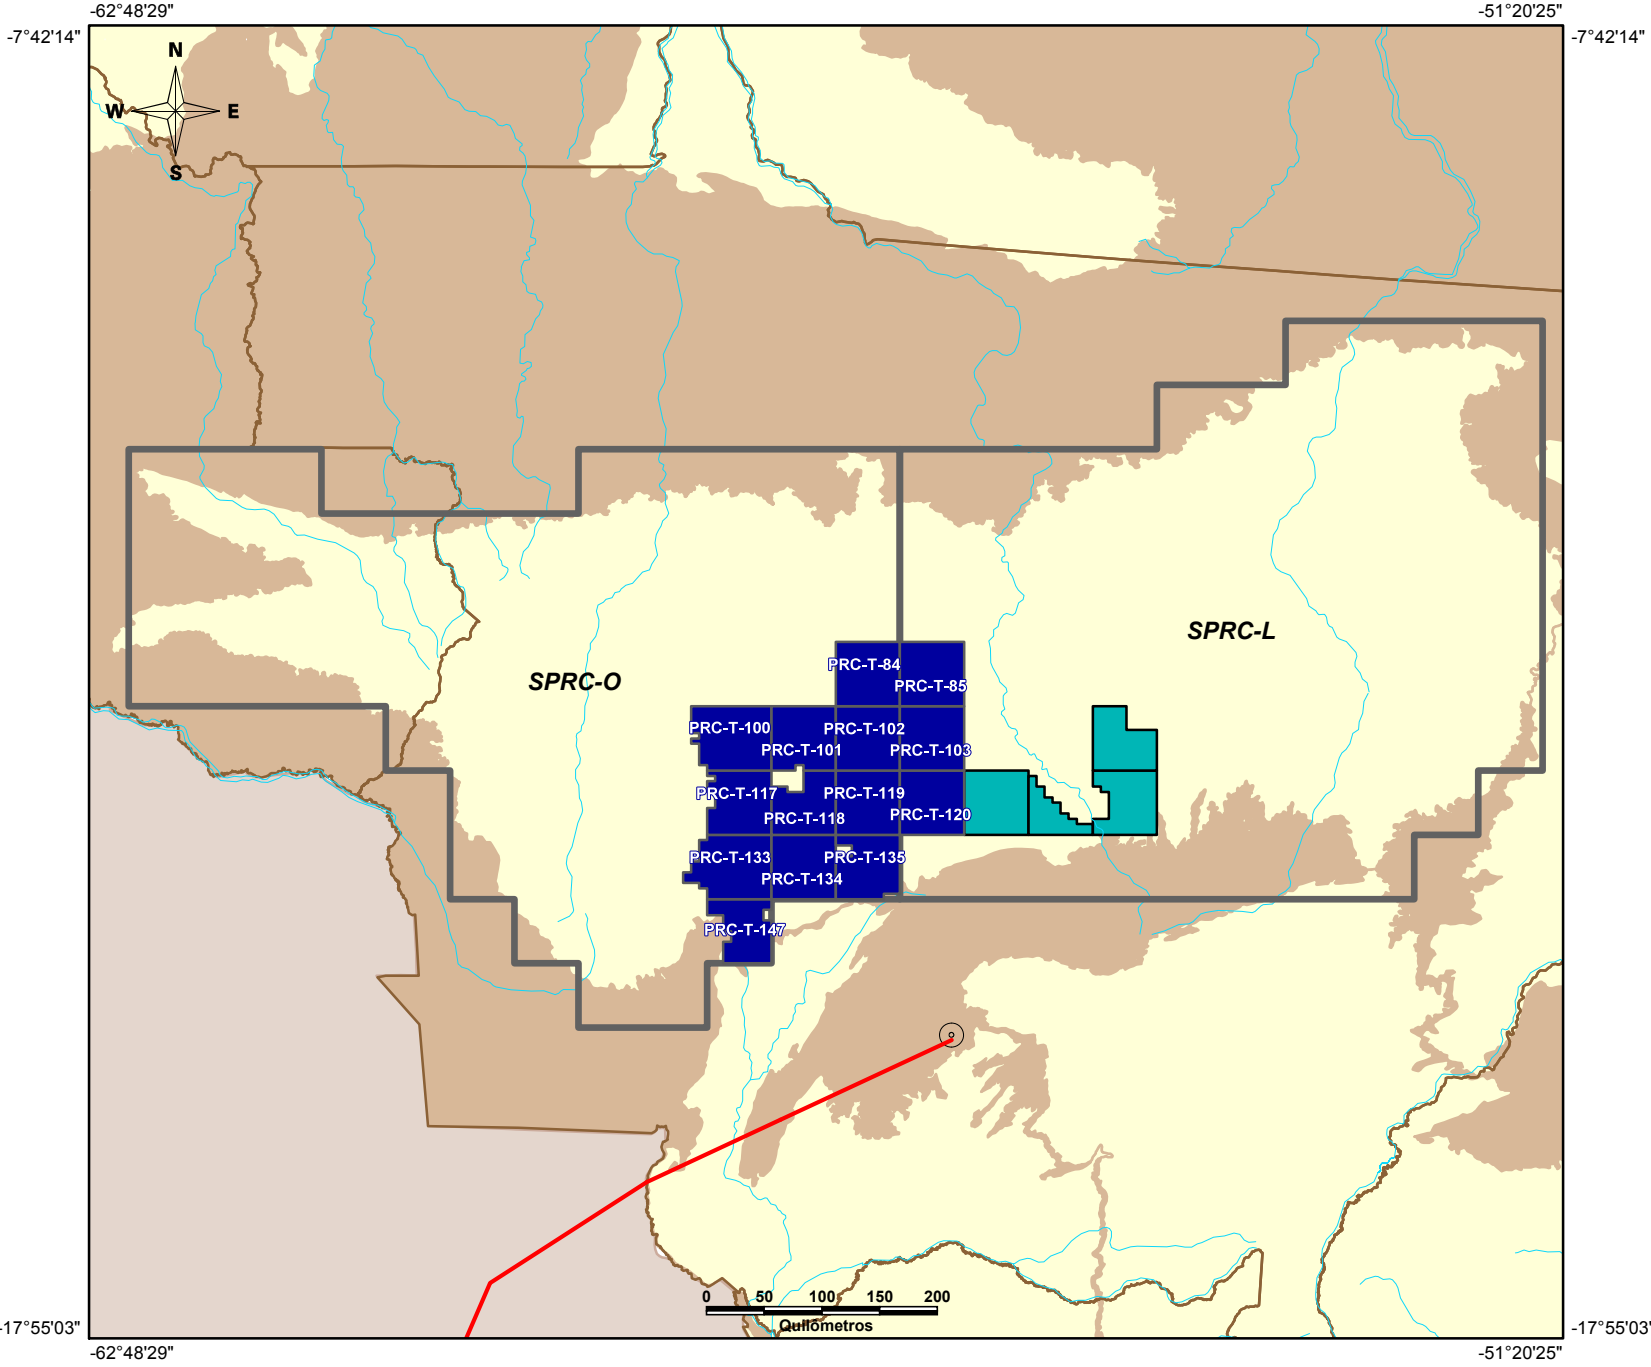 -62°48'29"
-51°20'25"
-7°42'14"
-7°42'14"
N
W
E
S
SPRC-L
SPRC-O
PRC-T-84
PRC-T-85
PRC-T-100
PRC-T-102
PRC-T-101
PRC-T-103
PRC-T-117
PRC-T-119
PRC-T-118
PRC-T-120
PRC-T-133
PRC-T-135
PRC-T-134
PRC-T-147
0 50 100 150 200
Quilômetros
-17°55'03"
-17°55'03"
-62°48'29"
-51°20'25"